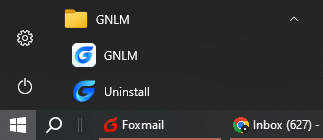 GNLM
GNLM
Uninstall
Foxmail
Inbox (627) -